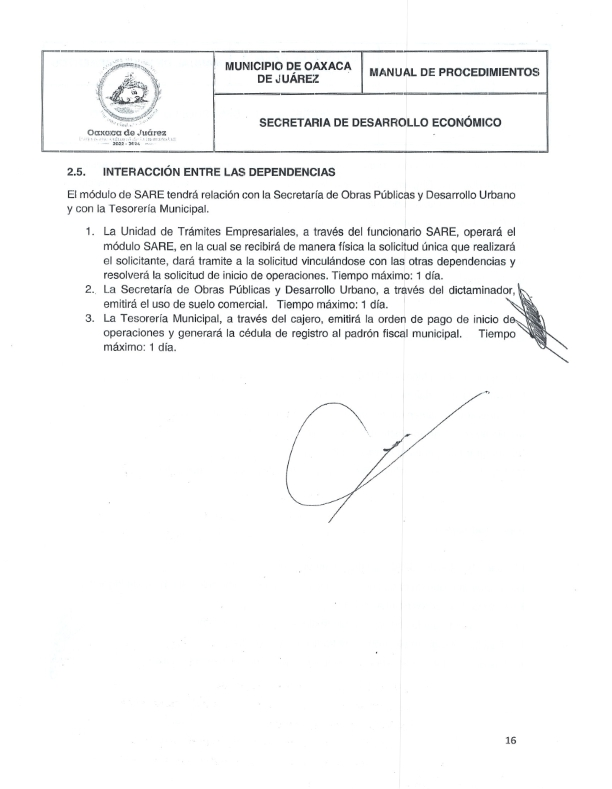 MUNICIPIO DE OAXACA
DE JUÁREZ
MANUAL DE PROCEDIMIENTOS
Oaxaca de Juárez
2022 - 2024
SECRETARIA DE DESARROLLO ECONÓMICO
2.5. INTERACCIÓN ENTRE LAS DEPENDENCIAS
El módulo de SARE tendrá relación con la Secretaría de Obras Públicas y Desarrollo Urbano
y con la Tesorería Municipal.
1. La Unidad de Trámites Empresariales, a través del funcionario SARE, operará el
módulo SARE, en la cual se recibirá de manera física la solicitud única que realizará
el solicitante, dará tramite a la solicitud vinculándose con las otras dependencias y
resolverá la solicitud de inicio de operaciones. Tiempo máximo: 1 día.
2. La Secretaría de Obras Públicas y Desarrollo Urbano, a través del dictaminador,
emitirá el uso de suelo comercial. Tiempo máximo: 1 día.
3. La Tesorería Municipal, a través del cajero, emitirá la orden de pago de inicio de
operaciones y generará la cédula de registro al padrón fiscal municipal. Tiempo
máximo: 1 día.
16